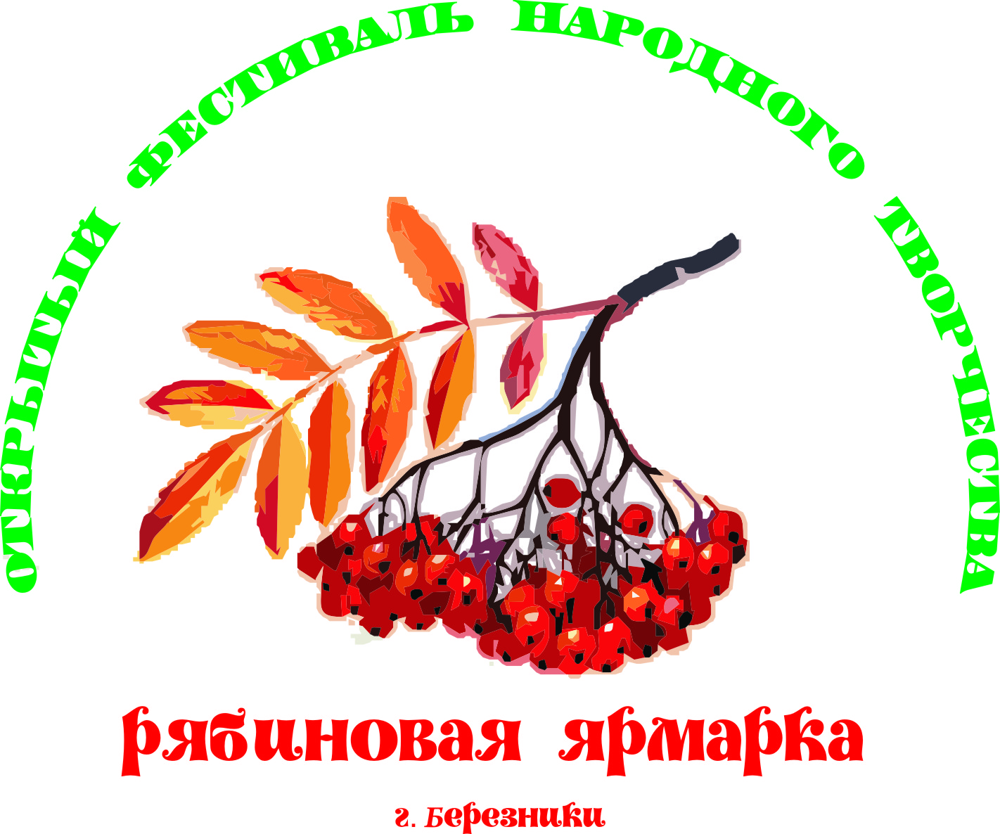 ОТКРЫТЫЙ ФЕСТИВАЛЬ НАРОДНОГО ТВОРЧЕСТВА
рябиновая ярмарка
г. Березники